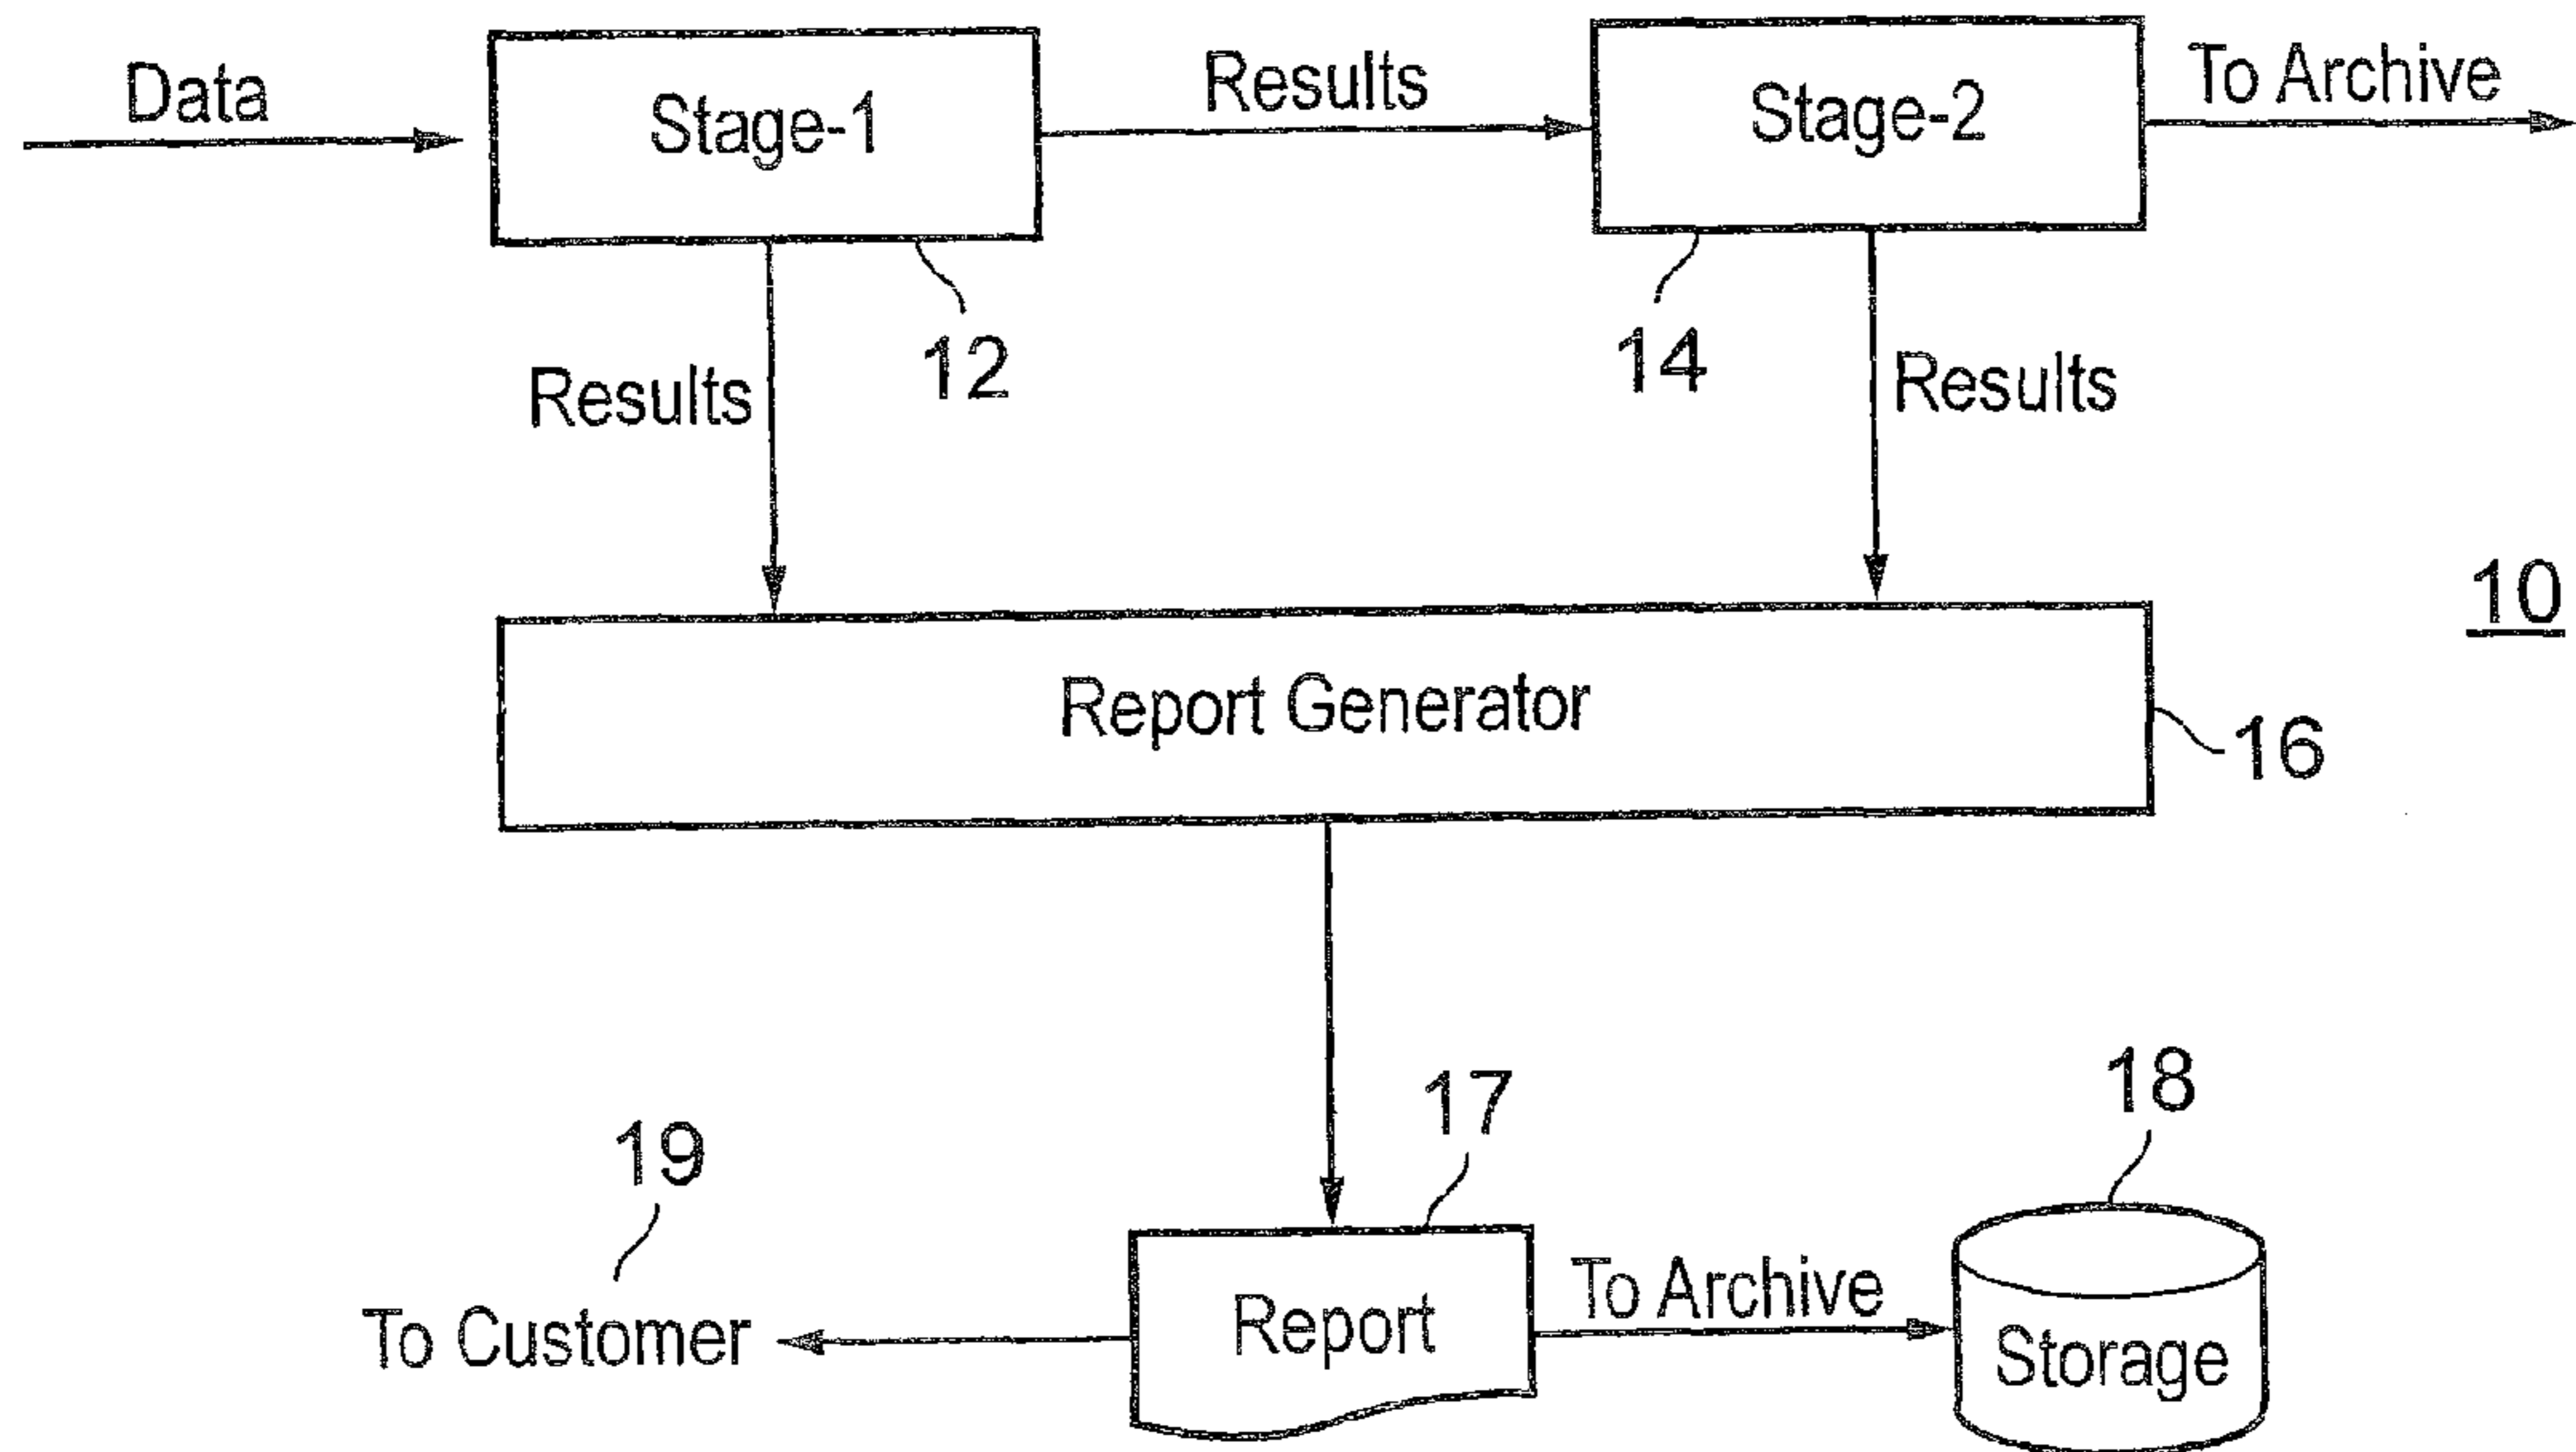 Data
Stage-1
Results
Stage-2
To Archive
12
14
Results
Results
10
Report Generator
16
17
18
19
To Customer
Report
To Archive
Storage